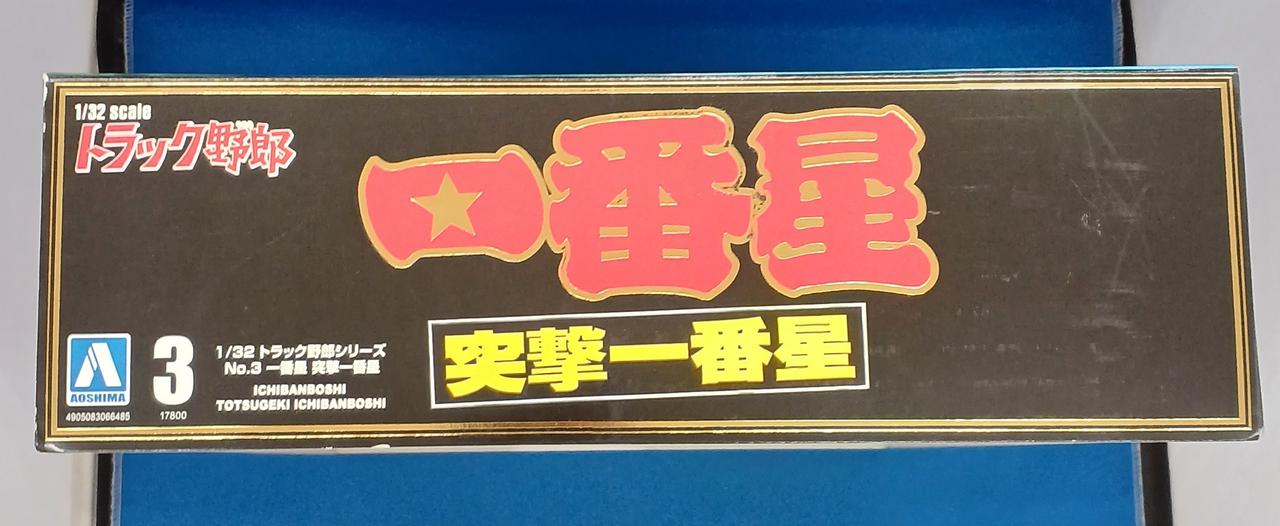 1/32 scale
トラック野郎
一番星
突撃一番星
AOSHIMA
4905083066485
3
17800
1/32 トラック野郎シリーズ
No.3 一番星 突撃一番星
ICHIBANBOSHI
TOTSUGEKI ICHIBANBOSHI